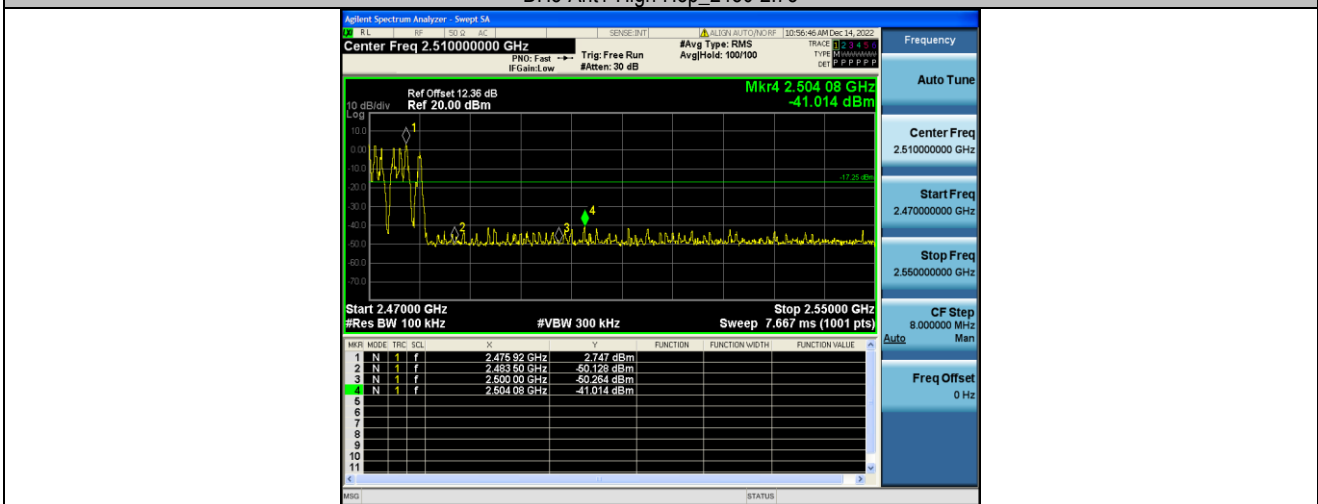 Agilent Spectrum Analyzer - Swept SA
RL RF 50 Ω AC SENSE:INT ALIGN AUTO/NO RF 10:56:46 AM Dec 14, 2022
Center Freq 2.510000000 GHz
PNO: Fast
IFGain:Low
Trig: Free Run
#Atten: 30 dB
#Avg Type: RMS
Avg|Hold: 100/100
TRACE 1 2 3 4 5 6
TYPE
DET P P P P P P
Frequency
Auto Tune
Center Freq
2.510000000 GHz
Start Freq
2.470000000 GHz
Stop Freq
2.550000000 GHz
CF Step
8.000000 MHz
Auto Man
Freq Offset
0 Hz
Mkr4 2.504 08 GHz
-41.014 dBm
Ref Offset 12.36 dB
10 dB/div Ref 20.00 dBm
Log
10.0
0.00
-10.0
-20.0
-30.0
-40.0
-50.0
-60.0
-70.0
1
2
3
4
-17.25 dBm
Start 2.47000 GHz Stop 2.55000 GHz
#Res BW 100 kHz #VBW 300 kHz Sweep 7.667 ms (1001 pts)
MKR MODE TRC SCL X Y FUNCTION FUNCTION WIDTH FUNCTION VALUE
1 N 1 f 2.475 92 GHz 2.747 dBm
2 N 1 f 2.483 50 GHz -50.128 dBm
3 N 1 f 2.500 00 GHz -50.264 dBm
4 N 1 f 2.504 08 GHz -41.014 dBm
5
6
7
8
9
10
11
MSG STATUS